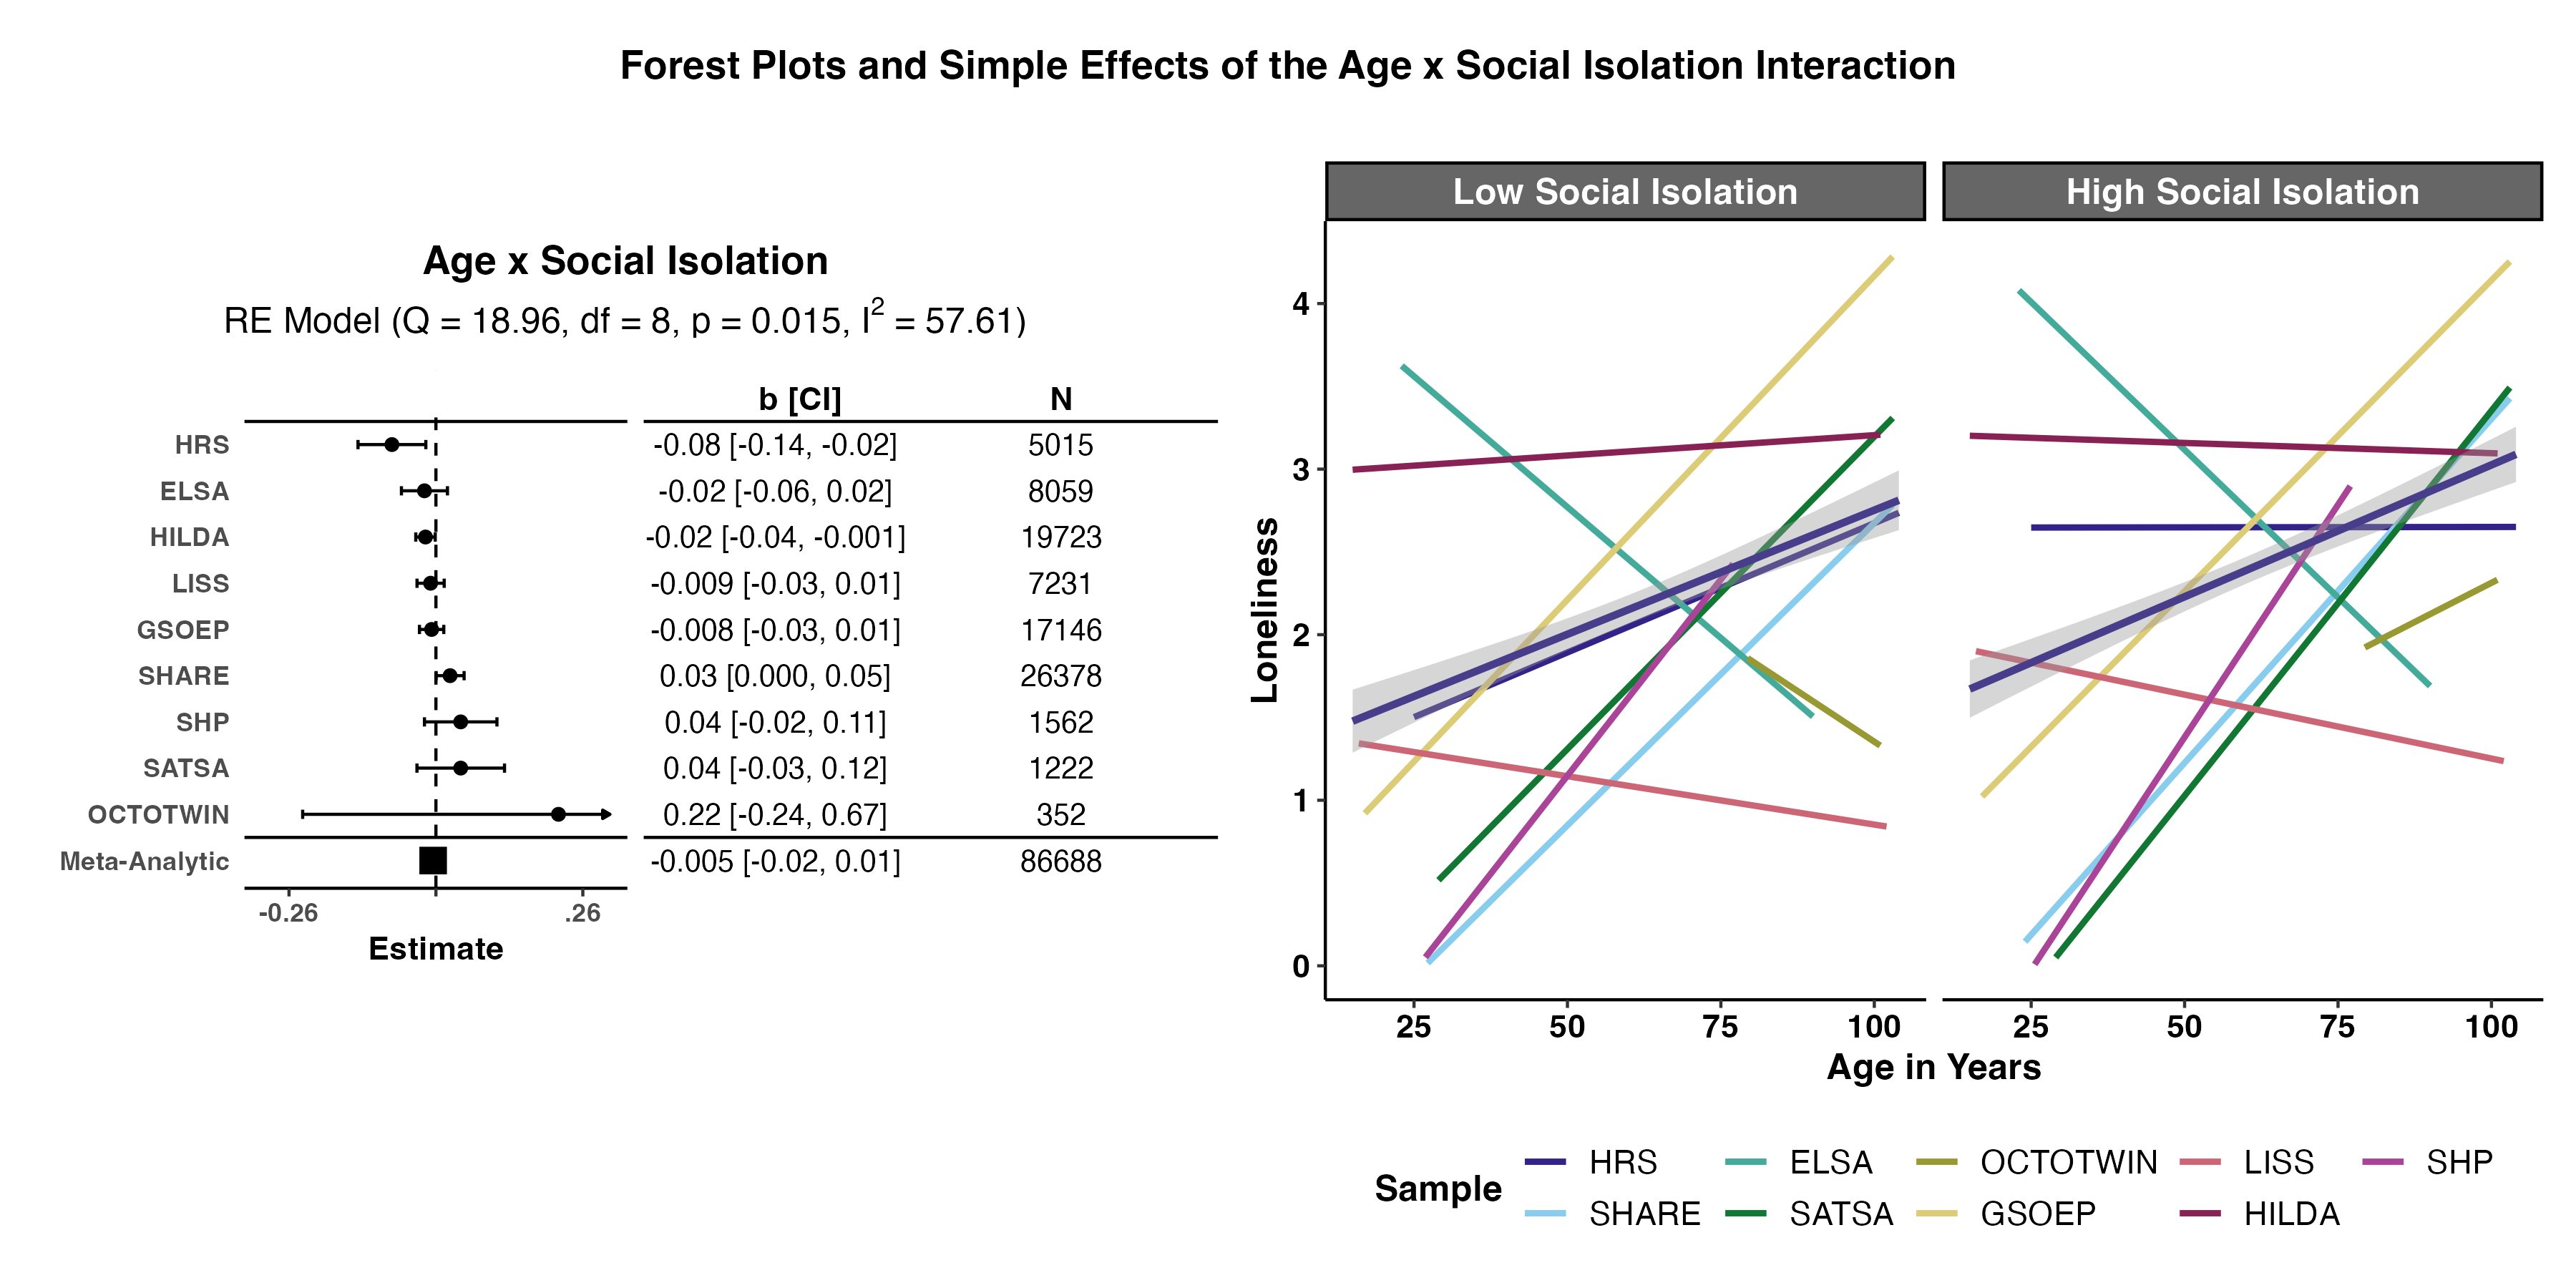 Forest Plots and Simple Effects of the Age x Social Isolation Interaction
Age x Social Isolation
RE Model (Q = 18.96, df = 8, p = 0.015, I² = 57.61)
b [CI] N
HRS -0.08 [-0.14, -0.02] 5015
ELSA -0.02 [-0.06, 0.02] 8059
HILDA -0.02 [-0.04, -0.001] 19723
LISS -0.009 [-0.03, 0.01] 7231
GSOEP -0.008 [-0.03, 0.01] 17146
SHARE 0.03 [0.000, 0.05] 26378
SHP 0.04 [-0.02, 0.11] 1562
SATSA 0.04 [-0.03, 0.12] 1222
OCTOTWIN 0.22 [-0.24, 0.67] 352
Meta-Analytic -0.005 [-0.02, 0.01] 86688
-0.26 .26
Estimate
Low Social Isolation High Social Isolation
Loneliness
4
3
2
1
0
25 50 75 100 25 50 75 100
Age in Years
Sample
HRS ELSA OCTOTWIN LISS SHP
SHARE SATSA GSOEP HILDA